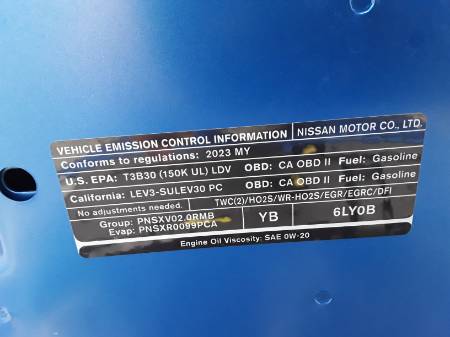 VEHICLE EMISSION CONTROL INFORMATION NISSAN MOTOR CO., LTD.
Conforms to regulations: 2023 MY
U.S. EPA: T3B30 (150K UL) LDV OBD: CA OBD II Fuel: Gasoline
California: LEV3-SULEV30 PC OBD: CA OBD II Fuel: Gasoline
No adjustments needed. TWC(2)/HO2S/WR-HO2S/EGR/EGRC/DFI
Group: PNSXV02.0RMB YB 6LY0B
Evap: PNSXR0099PCA
Engine Oil Viscosity: SAE 0W-20